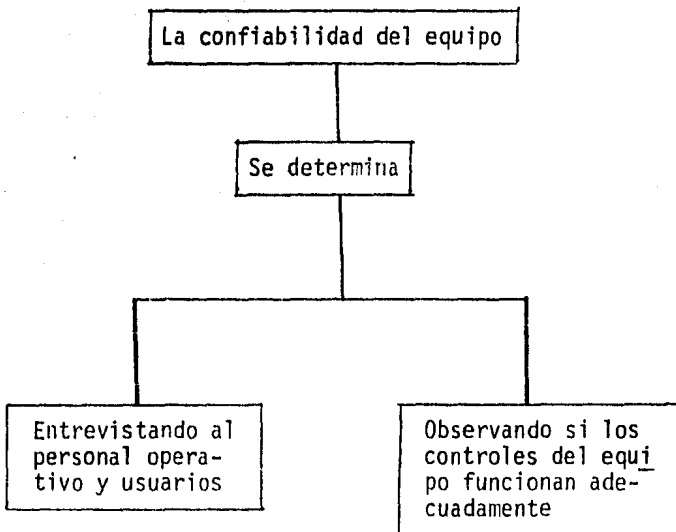 La confiabilidad del equipo
Se determina
Entrevistando al
personal opera-
tivo y usuarios
Observando si los
controles del equi
po funcionan ade-
cuadamente